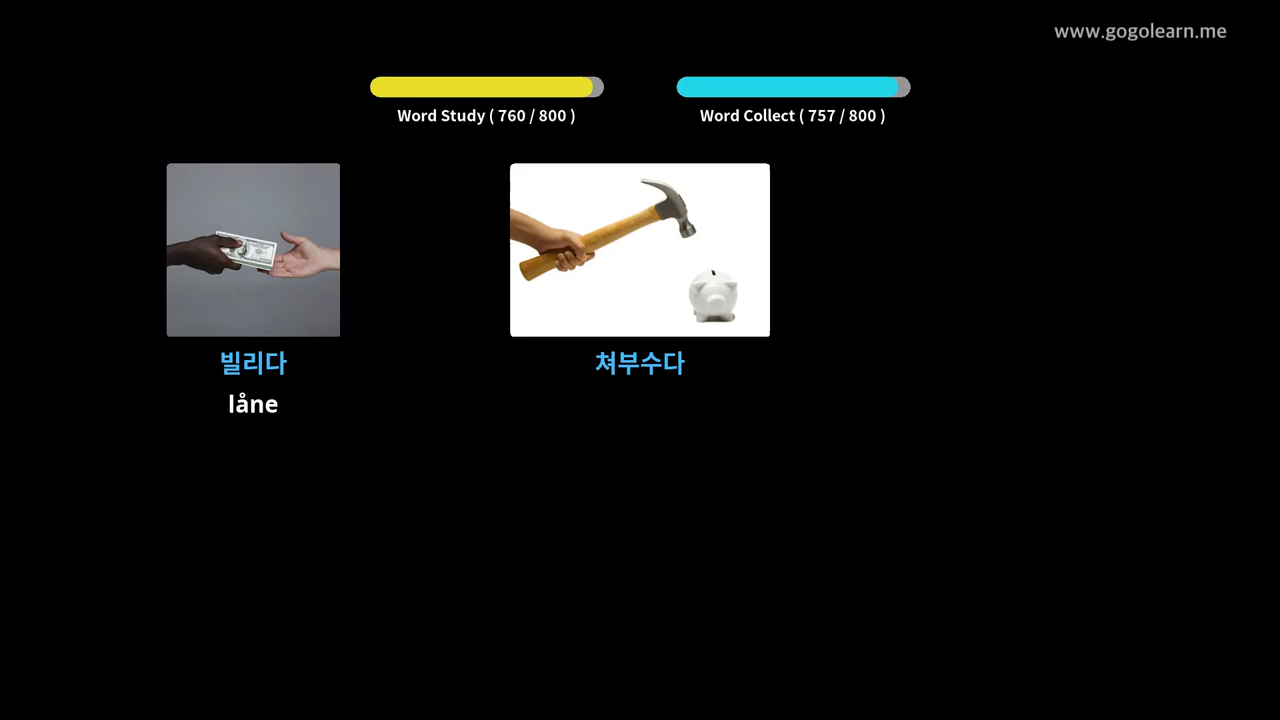 www.gogolearn.me
Word Study ( 760 / 800 )
Word Collect ( 757 / 800 )
빌리다
låne
쳐부수다